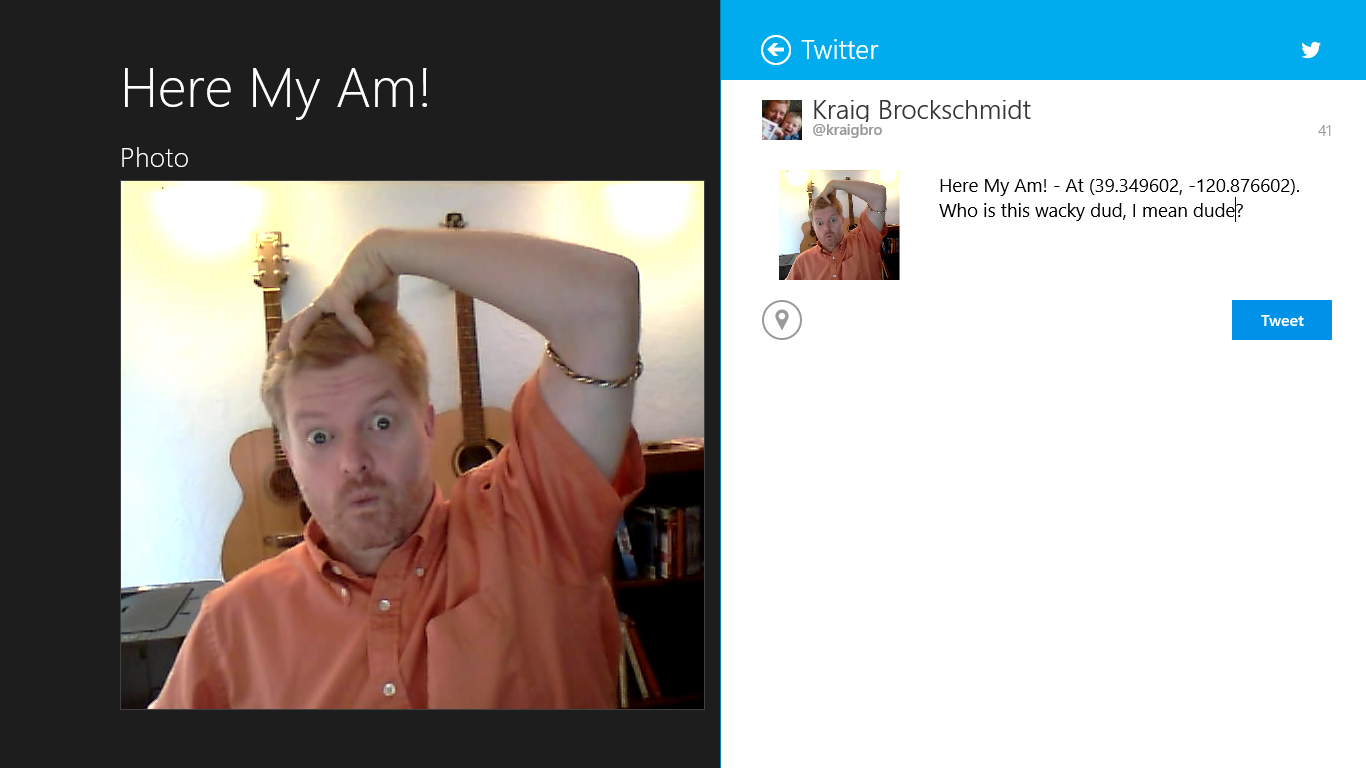 Here My Am!
Photo
Twitter
Kraig Brockschmidt
@kraigbro
41
Here My Am! - At (39.349602, -120.876602).
Who is this wacky dud, I mean dude?
Tweet